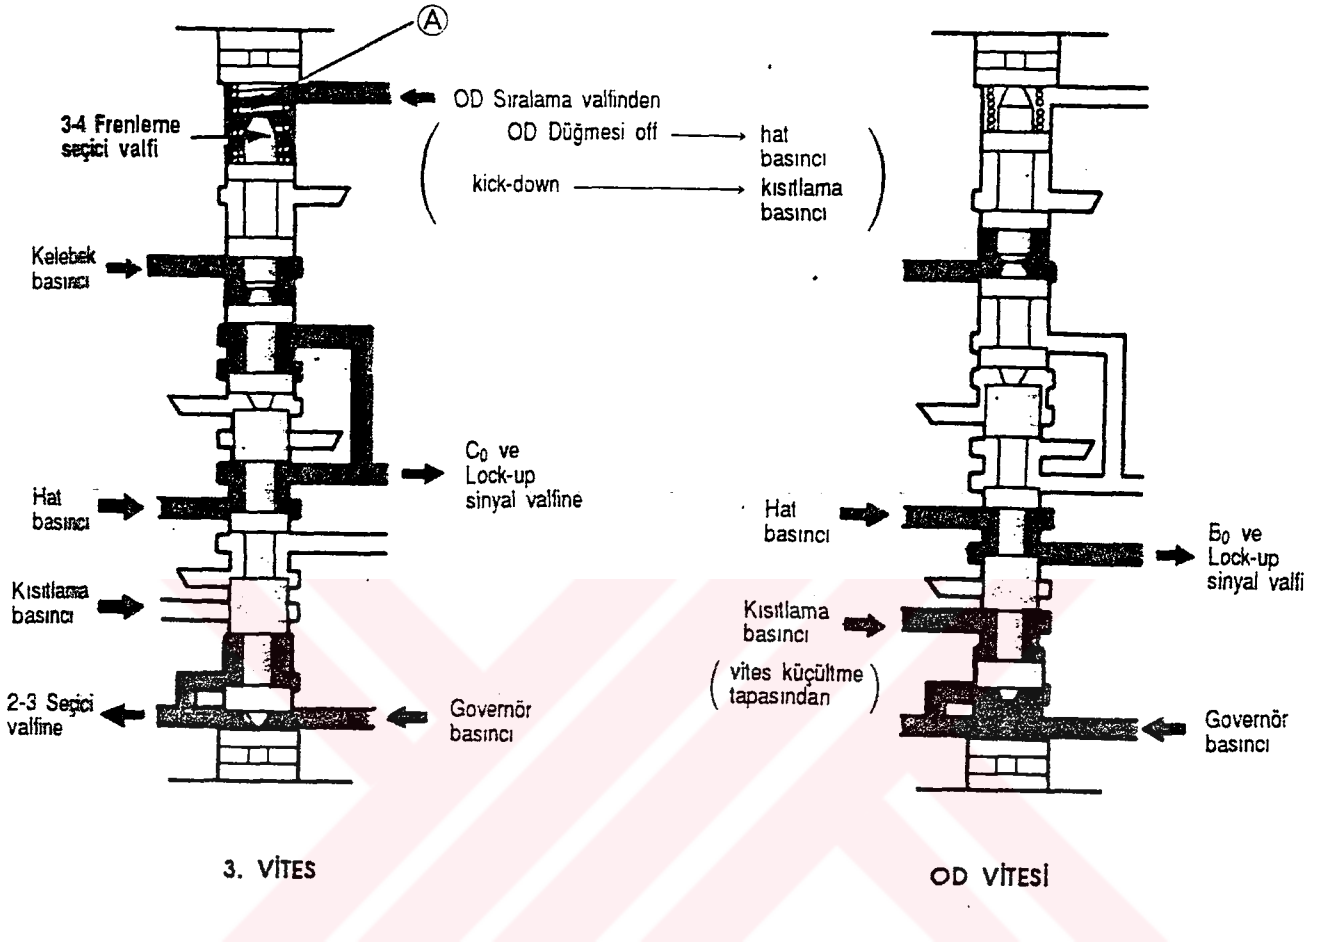 A
OD Sıralama valfinden
3-4 Frenleme
seçici valfi
OD Düğmesi off
hat
basıncı
kick-down
kısıtlama
basıncı
Kelebek
basıncı
C0 ve
Lock-up
sinyal valfine
Hat
basıncı
Kısıtlama
basıncı
2-3 Seçici
valfine
Governör
basıncı
3. VİTES
Hat
basıncı
B0 ve
Lock-up
sinyal valfi
Kısıtlama
basıncı
(vites küçültme
tapasından)
Governör
basıncı
OD VİTESİ